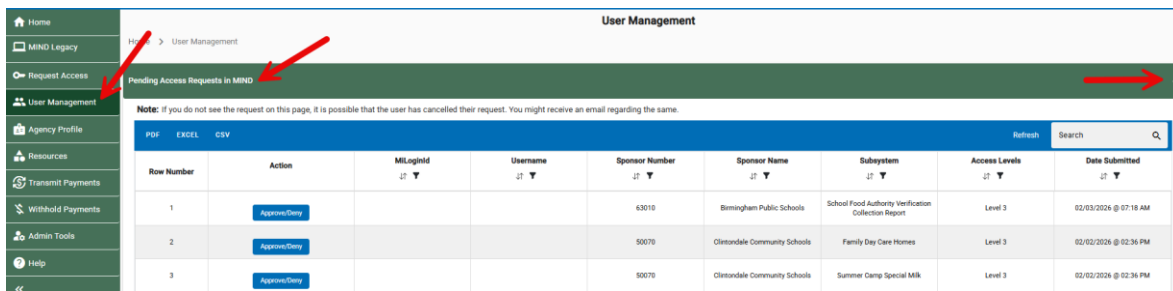 Home
MIND Legacy
Request Access
User Management
Agency Profile
Resources
Transmit Payments
Withhold Payments
Admin Tools
Help
User Management
Home > User Management
Pending Access Requests in MIND
Note: If you do not see the request on this page, it is possible that the user has cancelled their request. You might receive an email regarding the same.
PDF EXCEL CSV Refresh Search
Row Number Action MiLoginId Username Sponsor Number Sponsor Name Subsystem Access Levels Date Submitted
1 Approve/Deny 63010 Birmingham Public Schools School Food Authority Verification Collection Report Level 3 02/03/2026 @ 07:18 AM
2 Approve/Deny 50070 Clintondale Community Schools Family Day Care Homes Level 3 02/02/2026 @ 02:36 PM
3 Approve/Deny 50070 Clintondale Community Schools Summer Camp Special Milk Level 3 02/02/2026 @ 02:36 PM